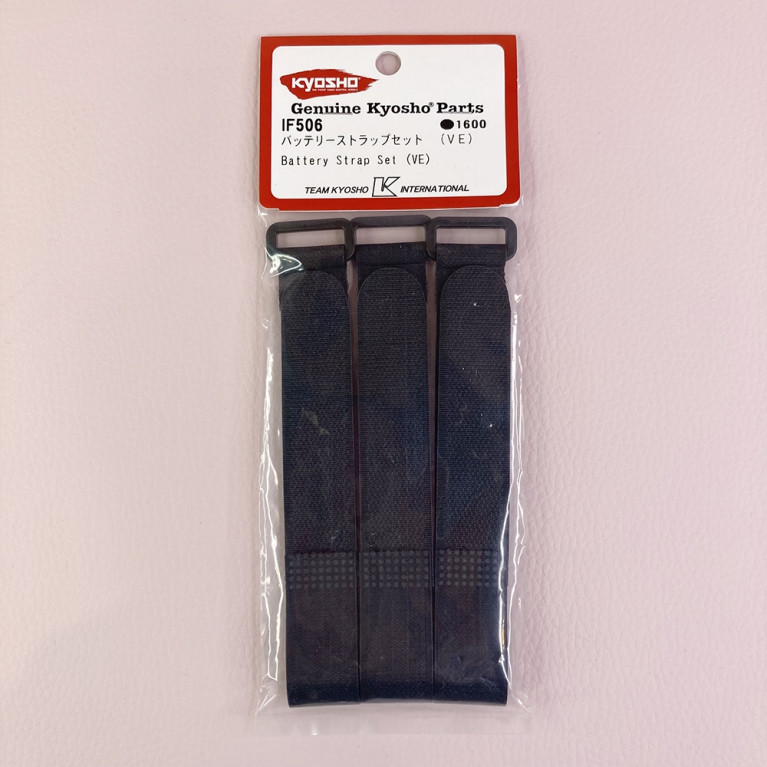 KYOSHO
Genuine Kyosho® Parts
IF506 ●1600
バッテリーストラップセット (VE)
Battery Strap Set (VE)
TEAM KYOSHO K INTERNATIONAL